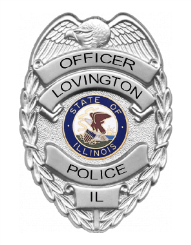 OFFICER
LOVINGTON
STATE OF
ILLINOIS
POLICE
IL